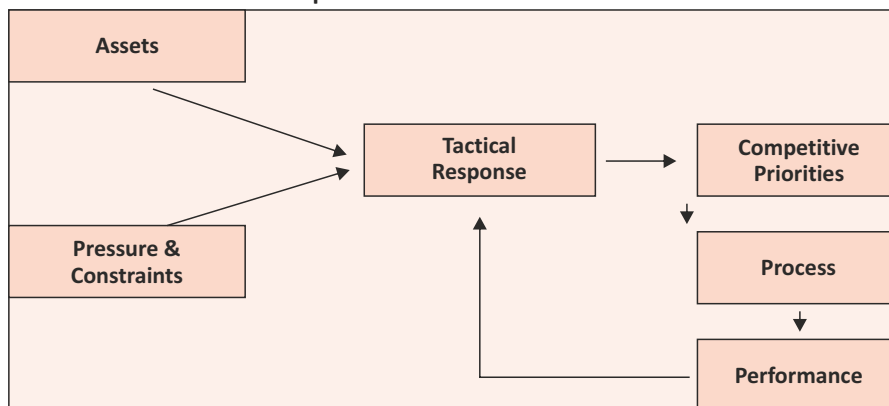 Assets
Tactical
Response
Competitive
Priorities
Pressure &
Constraints
Process
Performance